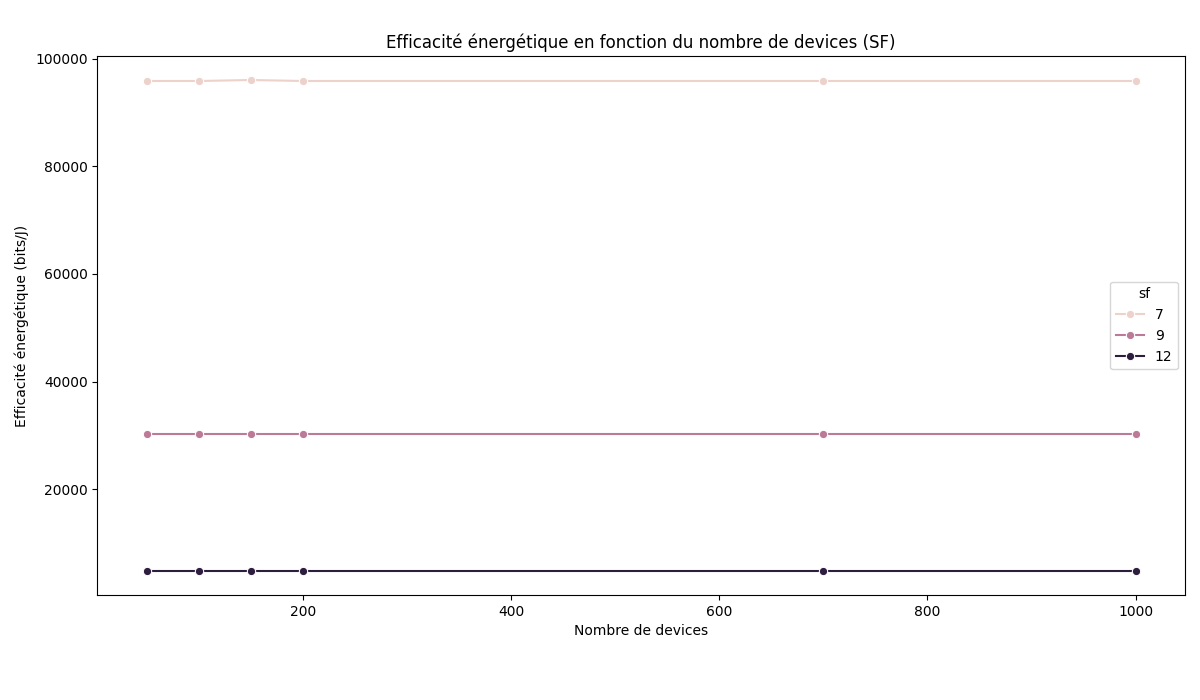 Efficacité énergétique en fonction du nombre de devices (SF)
100000
80000
60000
40000
20000
Efficacité énergétique (bits/J)
sf
7
9
12
200 400 600 800 1000
Nombre de devices